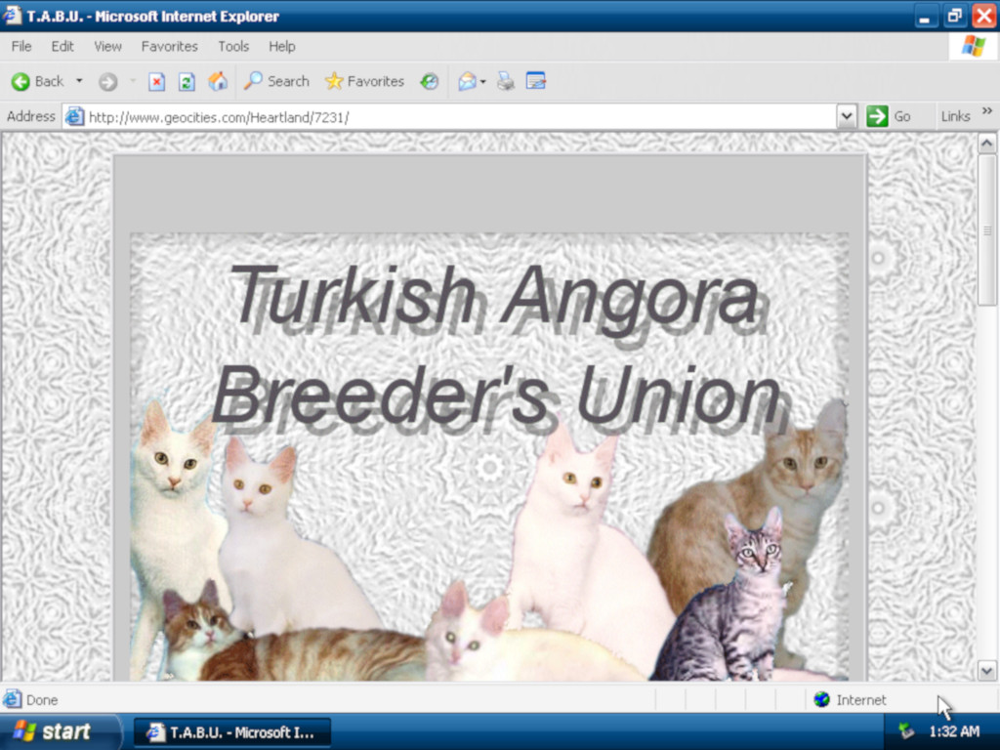 T.A.B.U. - Microsoft Internet Explorer
File Edit View Favorites Tools Help
Back Search Favorites
Address http://www.geocities.com/Heartland/7231/ Go Links »
Turkish Angora
Breeder's Union
Done Internet
start T.A.B.U. - Microsoft I... 1:32 AM